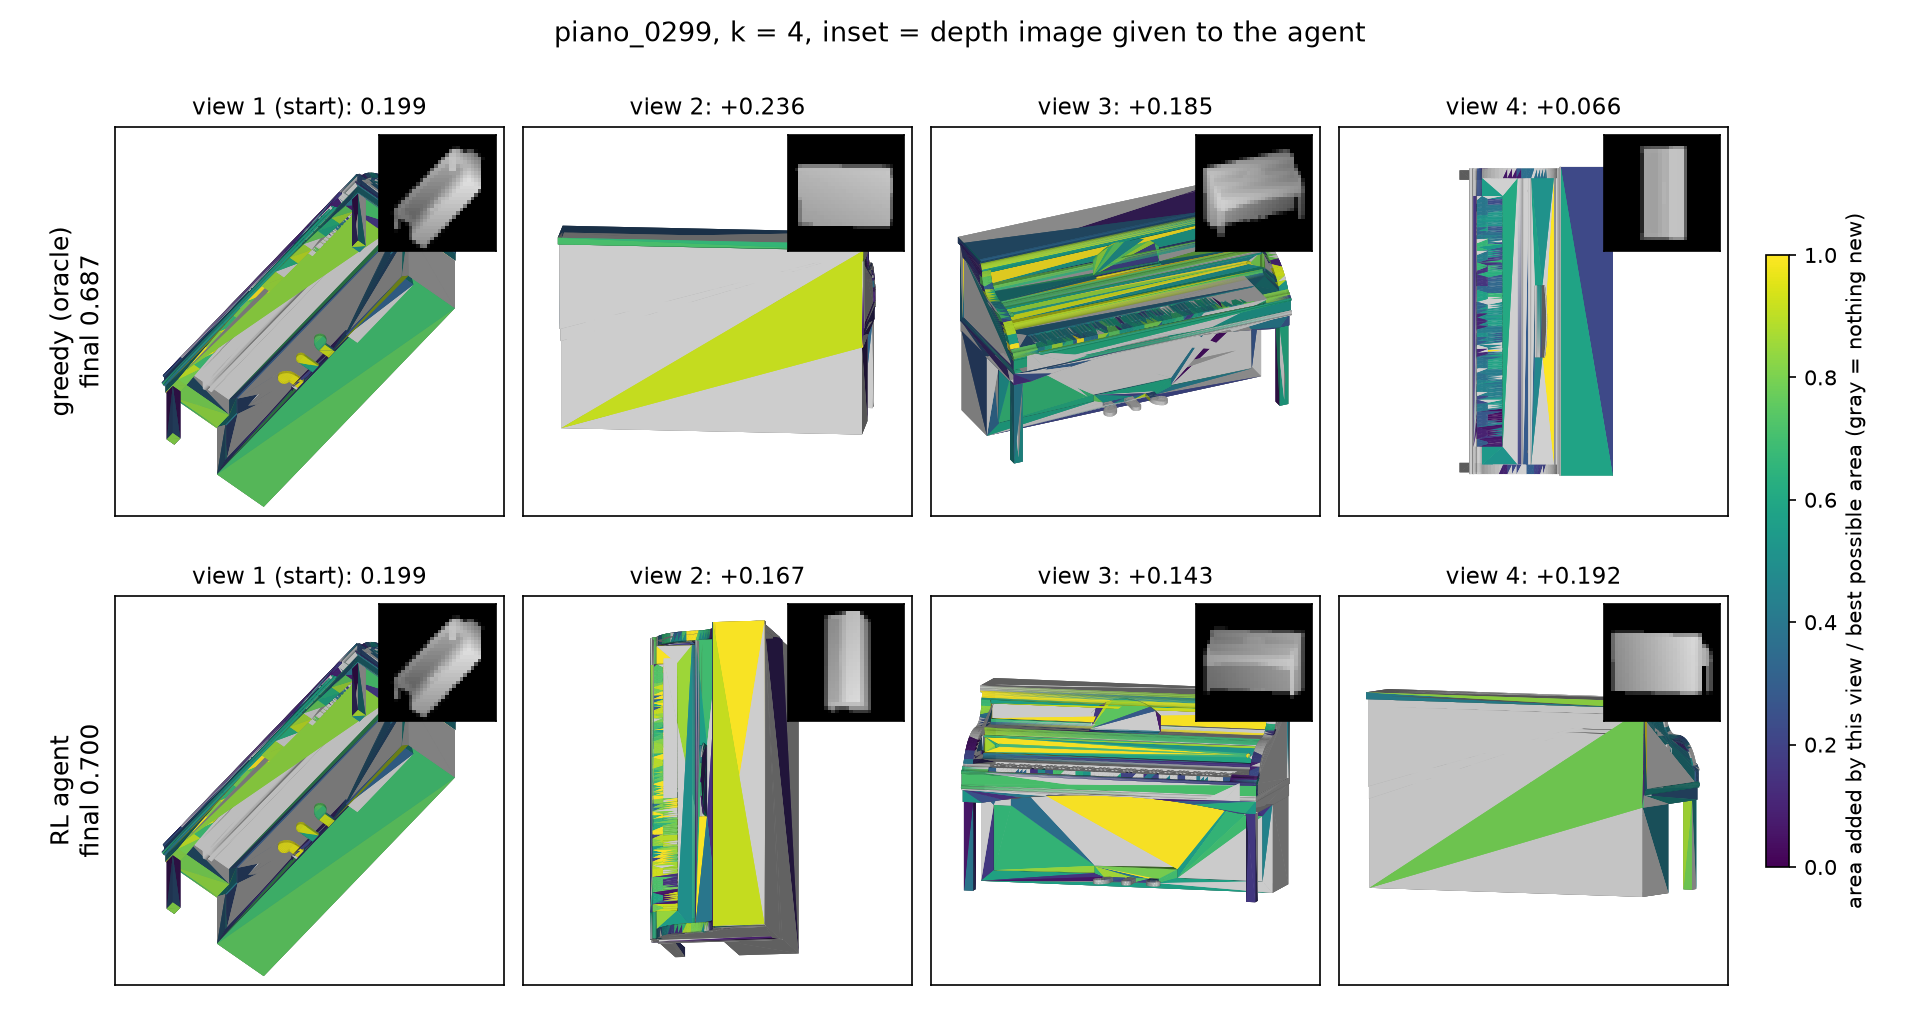 piano_0299, k = 4, inset = depth image given to the agent
greedy (oracle)
final 0.687
view 1 (start): 0.199
view 2: +0.236
view 3: +0.185
view 4: +0.066
RL agent
final 0.700
view 1 (start): 0.199
view 2: +0.167
view 3: +0.143
view 4: +0.192
1.0
0.8
0.6
0.4
0.2
0.0
area added by this view / best possible area (gray = nothing new)